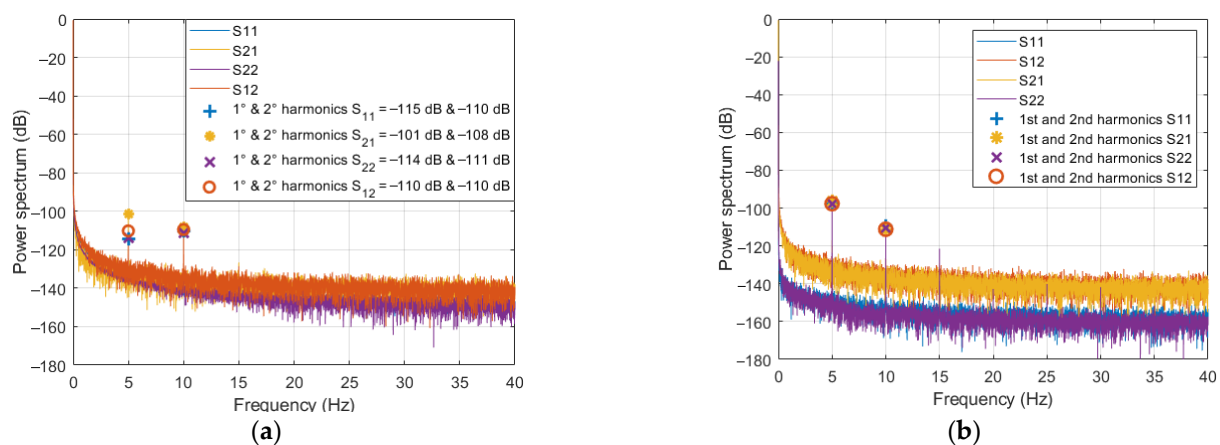 0
−20
−40
−60
−80
−100
−120
−140
−160
−180
Power spectrum (dB)
S11
S21
S22
S12
1° & 2° harmonics S11 = −115 dB & −110 dB
1° & 2° harmonics S21 = −101 dB & −108 dB
1° & 2° harmonics S22 = −114 dB & −111 dB
1° & 2° harmonics S12 = −110 dB & −110 dB
0 5 10 15 20 25 30 35 40
Frequency (Hz)
(a)
0
−20
−40
−60
−80
−100
−120
−140
−160
−180
Power spectrum (dB)
S11
S12
S21
S22
1st and 2nd harmonics S11
1st and 2nd harmonics S21
1st and 2nd harmonics S22
1st and 2nd harmonics S12
0 5 10 15 20 25 30 35 40
Frequency (Hz)
(b)